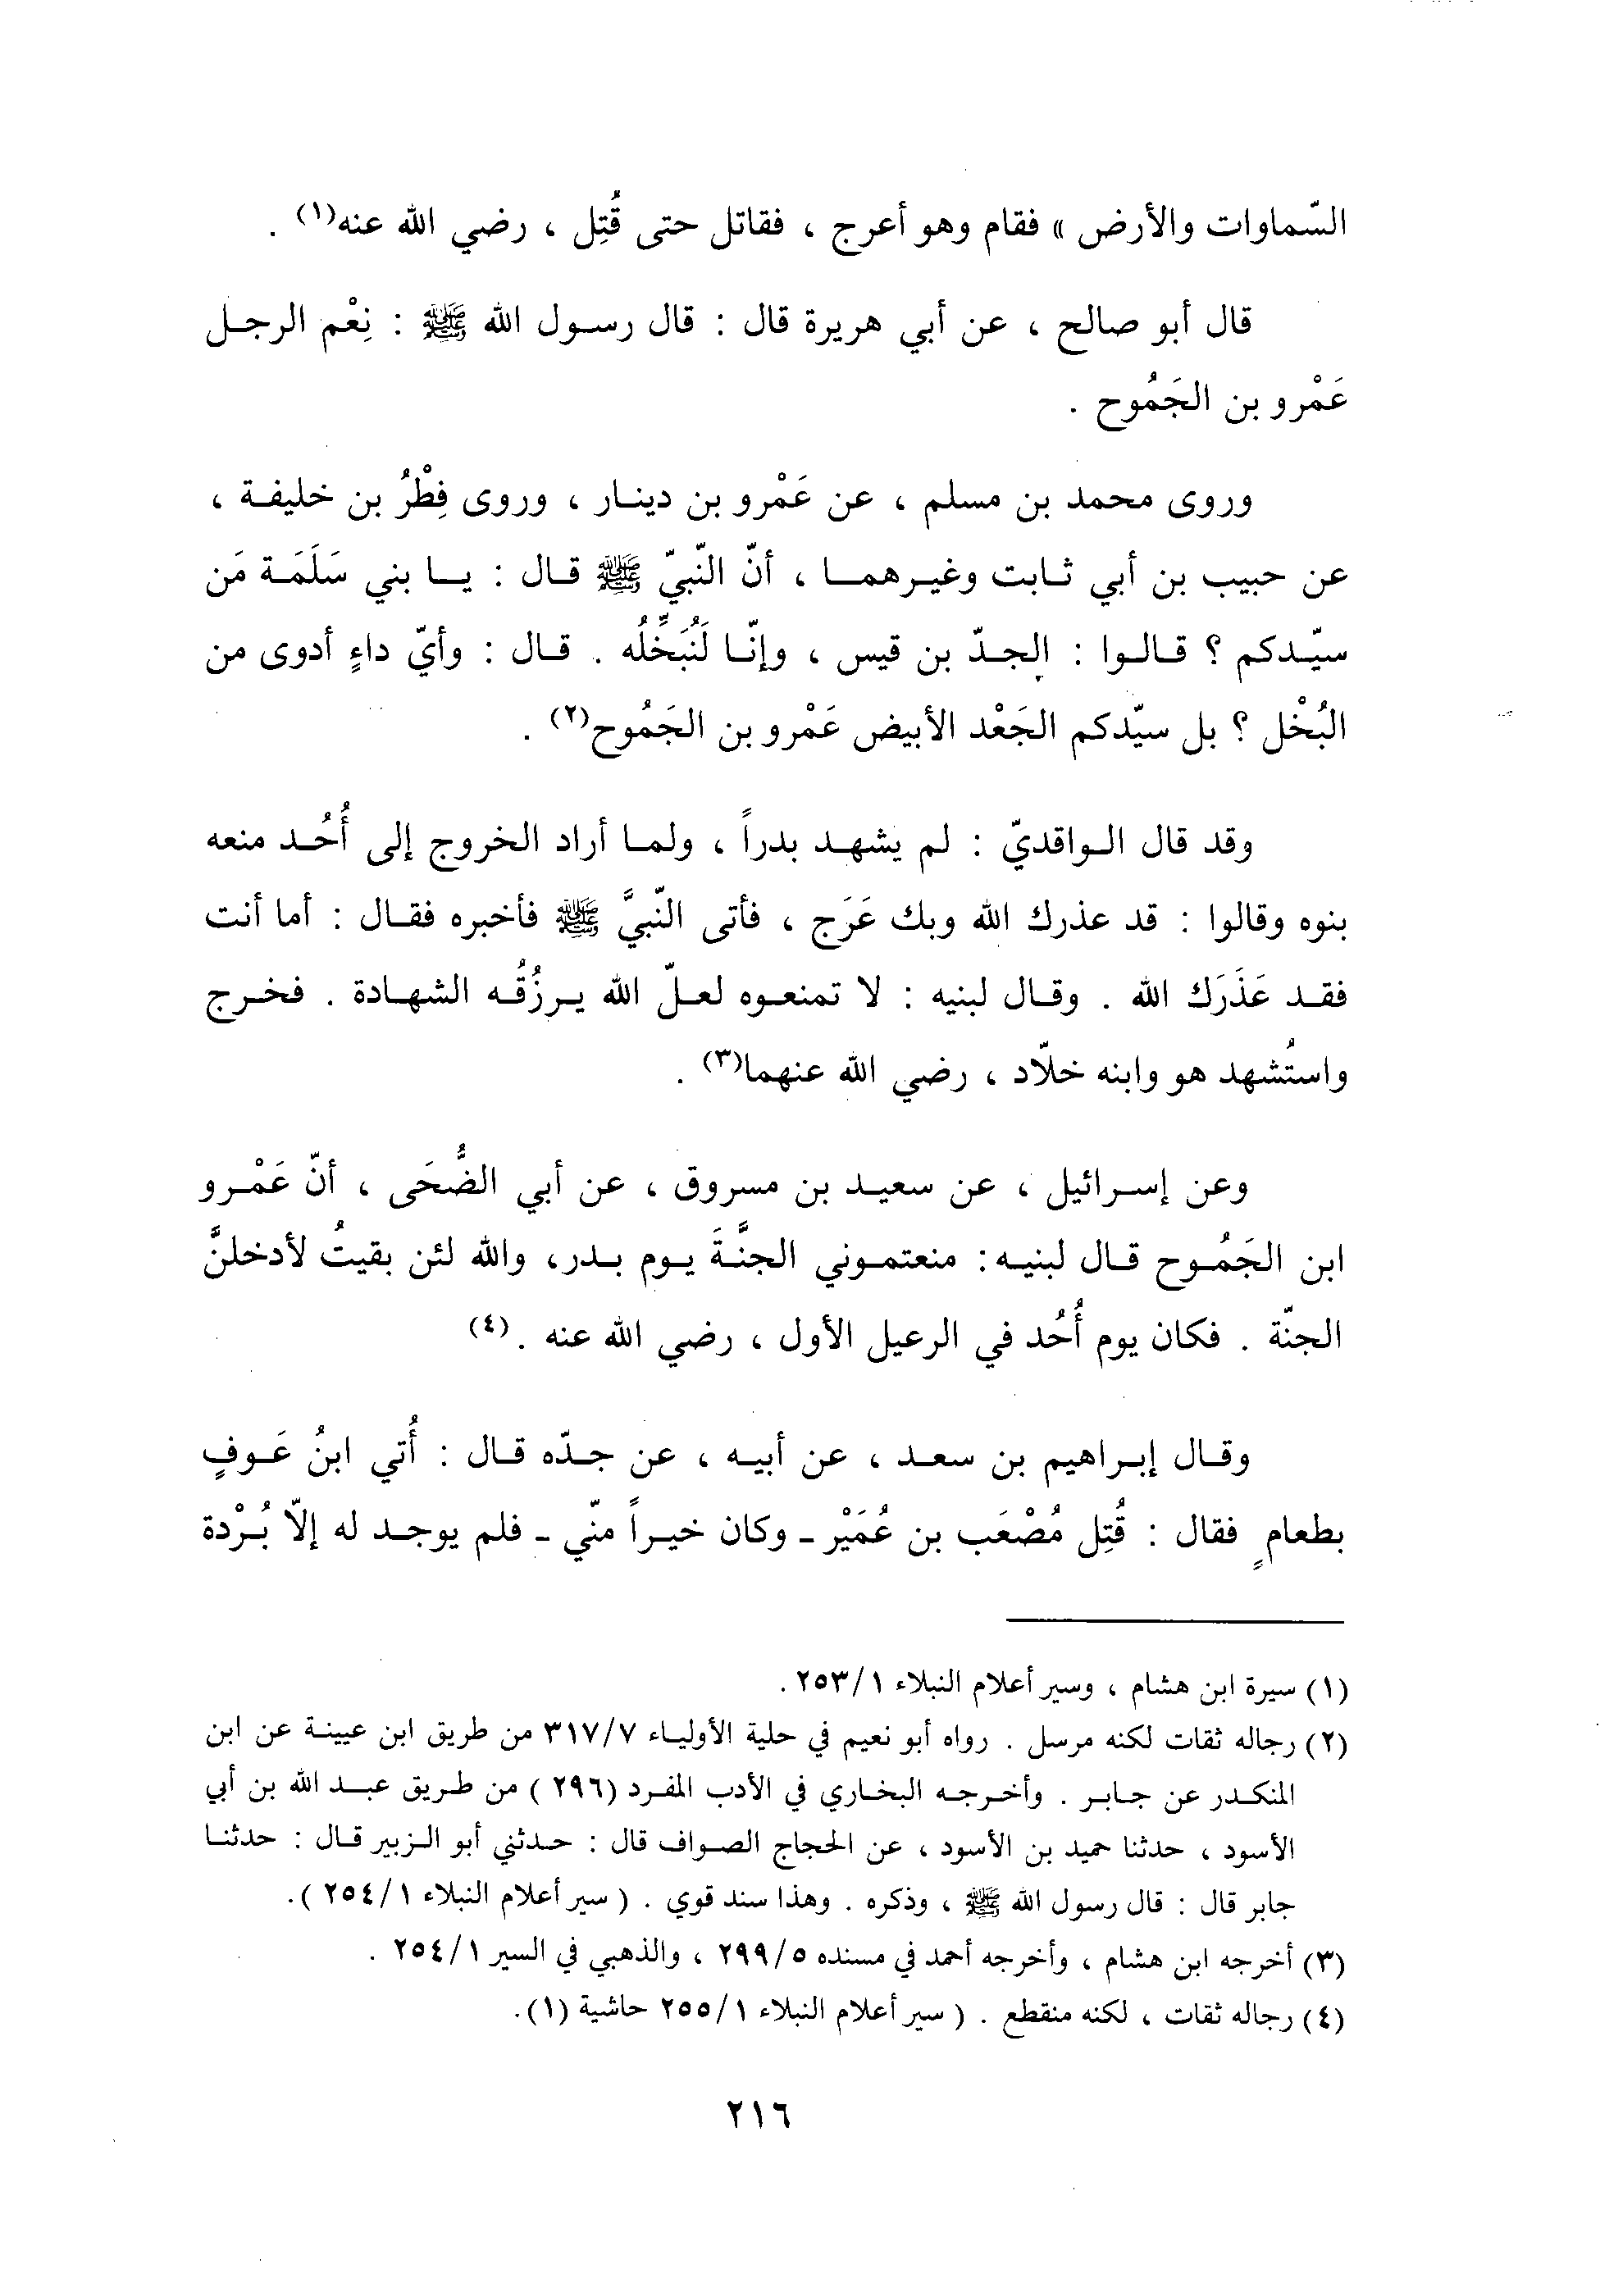 السّماوات والأرض » فقام وهو أعرج ، فقاتل حتى قُتِل ، رضي الله عنه(١) .
قال أبو صالح ، عن أبي هريرة قال : قال رسول الله ﷺ : نِعْم الرجل
عَمْرو بن الجَمُوح .
وروى محمد بن مسلم ، عن عَمْرو بن دينار ، وروى فِطْرُ بن خليفة ،
عن حبيب بن أبي ثابت وغيرهما ، أنّ النّبيّ ﷺ قال : يا بني سَلَمَة مَن
سيّدكم ؟ قالوا : الجدّ بن قيس ، وإنّا لَنُبَخِّلُه . قال : وأيّ داءٍ أدوى من
البُخْل ؟ بل سيّدكم الجَعْد الأبيض عَمْرو بن الجَمُوح(٢) .
وقد قال الواقديّ : لم يشهد بدراً ، ولما أراد الخروج إلى أُحُد منعه
بنوه وقالوا : قد عذرك الله وبك عَرَج ، فأتى النّبيَّ ﷺ فأخبره فقال : أما أنت
فقد عَذَرَك الله . وقال لبنيه : لا تمنعوه لعلّ الله يرزُقُه الشهادة . فخرج
واستُشهد هو وابنه خلّاد ، رضي الله عنهما(٣) .
وعن إسرائيل ، عن سعيد بن مسروق ، عن أبي الضُّحَى ، أنّ عَمْرو
ابن الجَمُوح قال لبنيه : منعتموني الجنَّةَ يوم بدر، والله لئن بقيتُ لأدخلنَّ
الجنّة . فكان يوم أُحُد في الرعيل الأول ، رضي الله عنه .(٤)
وقال إبراهيم بن سعد ، عن أبيه ، عن جدّه قال : أُتي ابنُ عَوفٍ
بطعامٍ فقال : قُتِل مُصْعَب بن عُمَيْر ـ وكان خيراً منّي ـ فلم يوجد له إلّا بُرْدة
(١) سيرة ابن هشام ، وسير أعلام النبلاء ٢٥٣/١ .
(٢) رجاله ثقات لكنه مرسل . رواه أبو نعيم في حلية الأولياء ٣١٧/٧ من طريق ابن عيينة عن ابن
المنكدر عن جابر . وأخرجه البخاري في الأدب المفرد (٢٩٦) من طريق عبد الله بن أبي
الأسود ، حدثنا حميد بن الأسود ، عن الحجاج الصواف قال : حدثني أبو الزبير قال : حدثنا
جابر قال : قال رسول الله ﷺ ، وذكره . وهذا سند قوي . ( سير أعلام النبلاء ٢٥٤/١ ).
(٣) أخرجه ابن هشام ، وأخرجه أحمد في مسنده ٢٩٩/٥ ، والذهبي في السير ٢٥٤/١ .
(٤) رجاله ثقات ، لكنه منقطع . ( سير أعلام النبلاء ٢٥٥/١ حاشية (١).
٢١٦